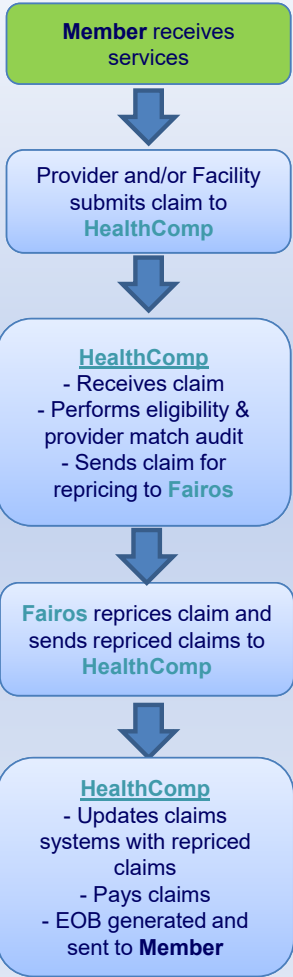 Member receives
services
Provider and/or Facility
submits claim to
HealthComp
HealthComp
- Receives claim
- Performs eligibility &
provider match audit
- Sends claim for
repricing to Fairos
Fairos reprices claim and
sends repriced claims to
HealthComp
HealthComp
- Updates claims
systems with repriced
claims
- Pays claims
- EOB generated and
sent to Member